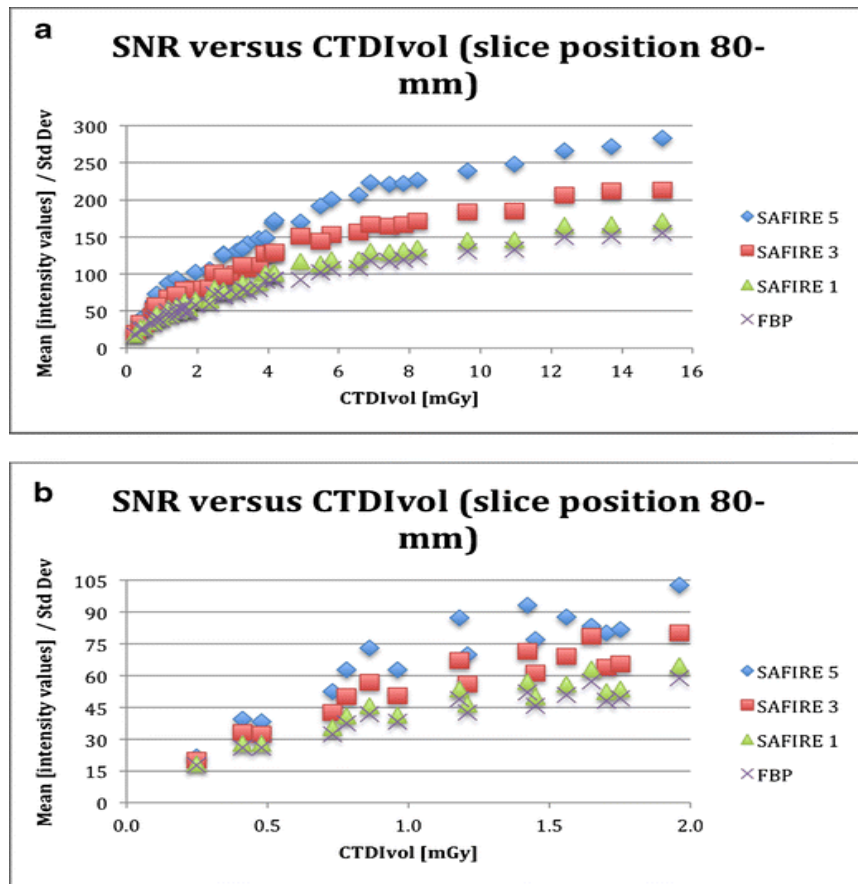 a
SNR versus CTDIvol (slice position 80-
mm)
Mean [intensity values] / Std Dev
300
250
200
150
100
50
0
0 2 4 6 8 10 12 14 16
CTDIvol [mGy]
SAFIRE 5
SAFIRE 3
SAFIRE 1
FBP
b
SNR versus CTDIvol (slice position 80-
mm)
Mean [intensity values] / Std Dev
105
90
75
60
45
30
15
0
0.0 0.5 1.0 1.5 2.0
CTDIvol [mGy]
SAFIRE 5
SAFIRE 3
SAFIRE 1
FBP